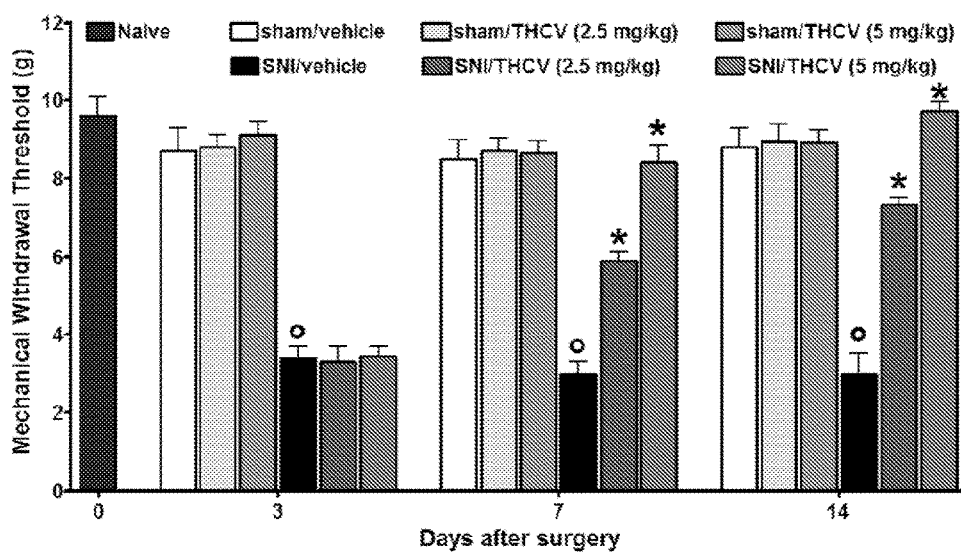 12
Naive
sham/vehicle
sham/THCV (2.5 mg/kg)
sham/THCV (5 mg/kg)
SNI/vehicle
SNI/THCV (2.5 mg/kg)
SNI/THCV (5 mg/kg)
10
8
6
4
2
0
Mechanical Withdrawal Threshold (g)
* * * *
° ° °
0 3 7 14
Days after surgery